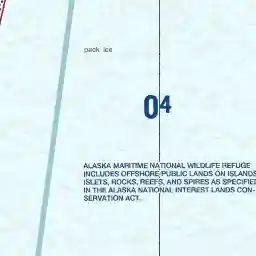 pack ice
04
ALASKA MARITIME NATIONAL WILDLIFE REFUGE
INCLUDES OFFSHORE PUBLIC LANDS ON ISLANDS
ISLETS, ROCKS, REEFS, AND SPIRES AS SPECIFIED
IN THE ALASKA NATIONAL INTEREST LANDS CON-
SERVATION ACT.